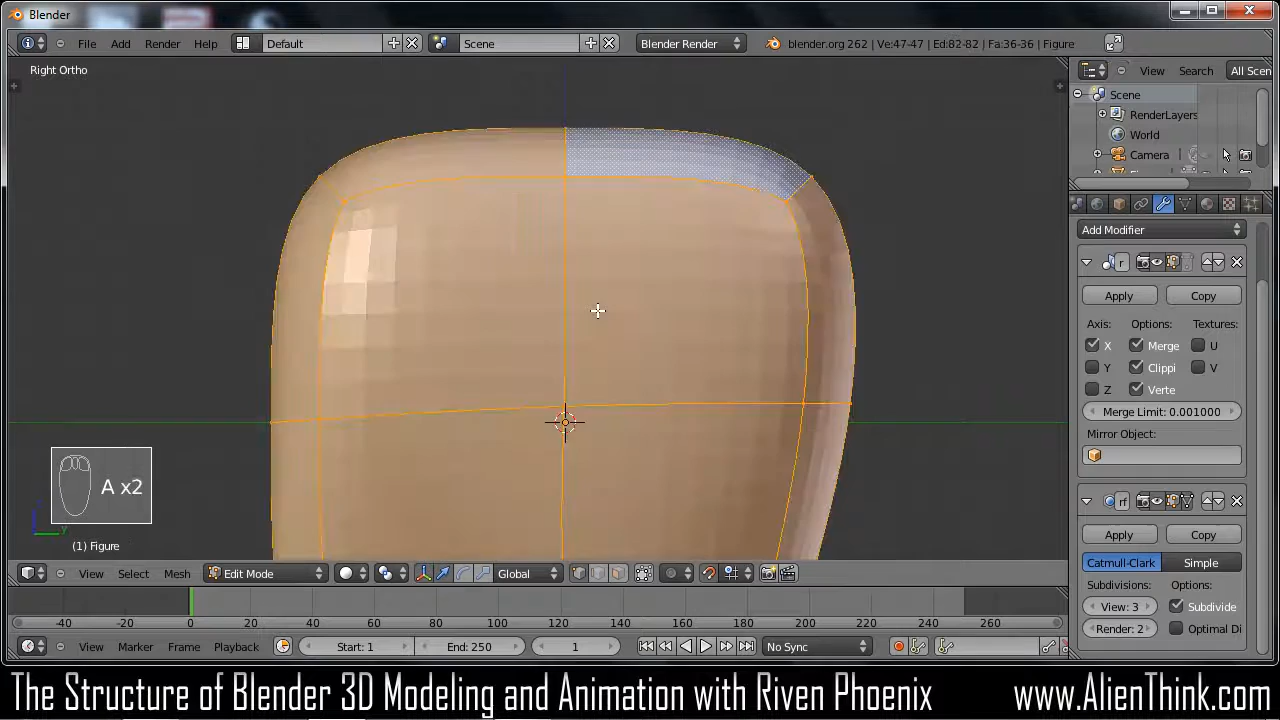 Blender
File Add Render Help Default Scene Blender Render blender.org 262 | Ve:47-47 | Ed:82-82 | Fa:36-36 | Figure
Right Ortho
View Search All Scen
Scene
RenderLayers
World
Camera
Add Modifier
r
Apply Copy
Axis: Options: Textures:
X Merge U
Y Clippi V
Z Verte
Merge Limit: 0.001000
Mirror Object:
rf
Apply Copy
Catmull-Clark Simple
Subdivisions: Options:
View: 3 Subdivide
Render: 2 Optimal Di
A x2
y
(1) Figure
View Select Mesh Edit Mode Global
-40 -20 0 20 40 60 80 100 120 140 160 180 200 220 240 260
View Marker Frame Playback Start: 1 End: 250 1 No Sync
The Structure of Blender 3D Modeling and Animation with Riven Phoenix www.AlienThink.com